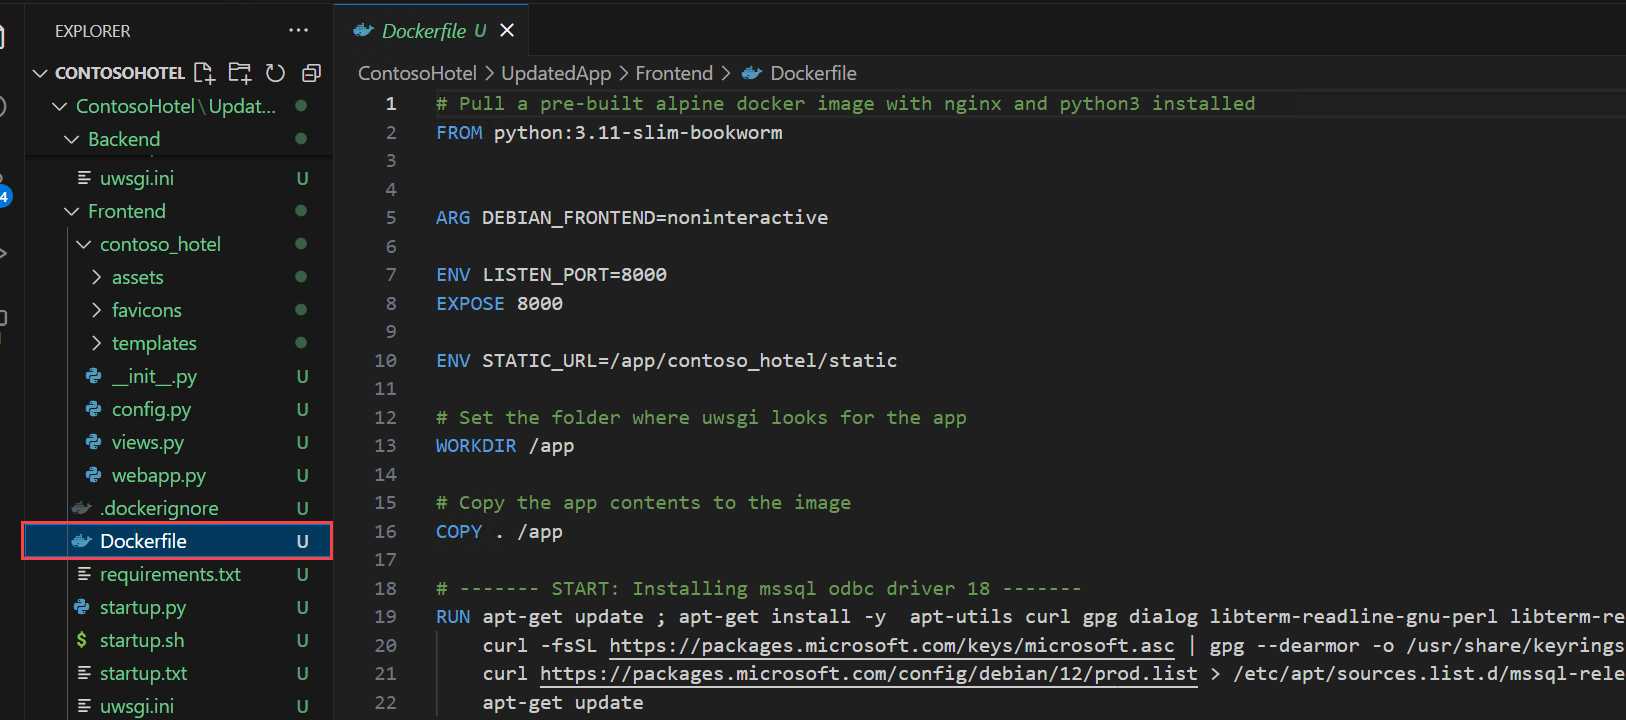 EXPLORER ···
CONTOSOHOTEL
ContosoHotel\Updat...
Backend
uwsgi.ini U
Frontend
contoso_hotel
assets
favicons
templates
__init__.py U
config.py U
views.py U
webapp.py U
.dockerignore U
Dockerfile U
requirements.txt U
startup.py U
$ startup.sh U
startup.txt U
uwsgi.ini U
4
Dockerfile U
ContosoHotel > UpdatedApp > Frontend > Dockerfile
1 # Pull a pre-built alpine docker image with nginx and python3 installed
2 FROM python:3.11-slim-bookworm
3
4
5 ARG DEBIAN_FRONTEND=noninteractive
6
7 ENV LISTEN_PORT=8000
8 EXPOSE 8000
9
10 ENV STATIC_URL=/app/contoso_hotel/static
11
12 # Set the folder where uwsgi looks for the app
13 WORKDIR /app
14
15 # Copy the app contents to the image
16 COPY . /app
17
18 # ------- START: Installing mssql odbc driver 18 -------
19 RUN apt-get update ; apt-get install -y  apt-utils curl gpg dialog libterm-readline-gnu-perl libterm-re
20 curl -fsSL https://packages.microsoft.com/keys/microsoft.asc | gpg --dearmor -o /usr/share/keyrings
21 curl https://packages.microsoft.com/config/debian/12/prod.list > /etc/apt/sources.list.d/mssql-rele
22 apt-get update